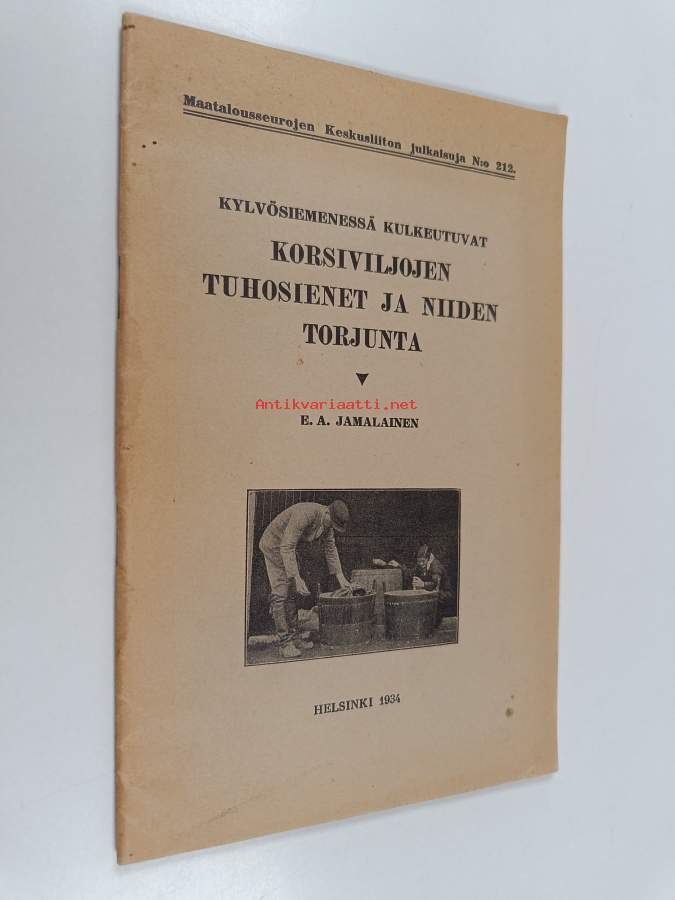 Maatalousseurojen Keskusliiton julkaisuja N:o 212.
KYLVÖSIEMENESSÄ KULKEUTUVAT
KORSIVILJOJEN
TUHOSIENET JA NIIDEN
TORJUNTA
Antikvariaatti.net
E. A. JAMALAINEN
HELSINKI 1934